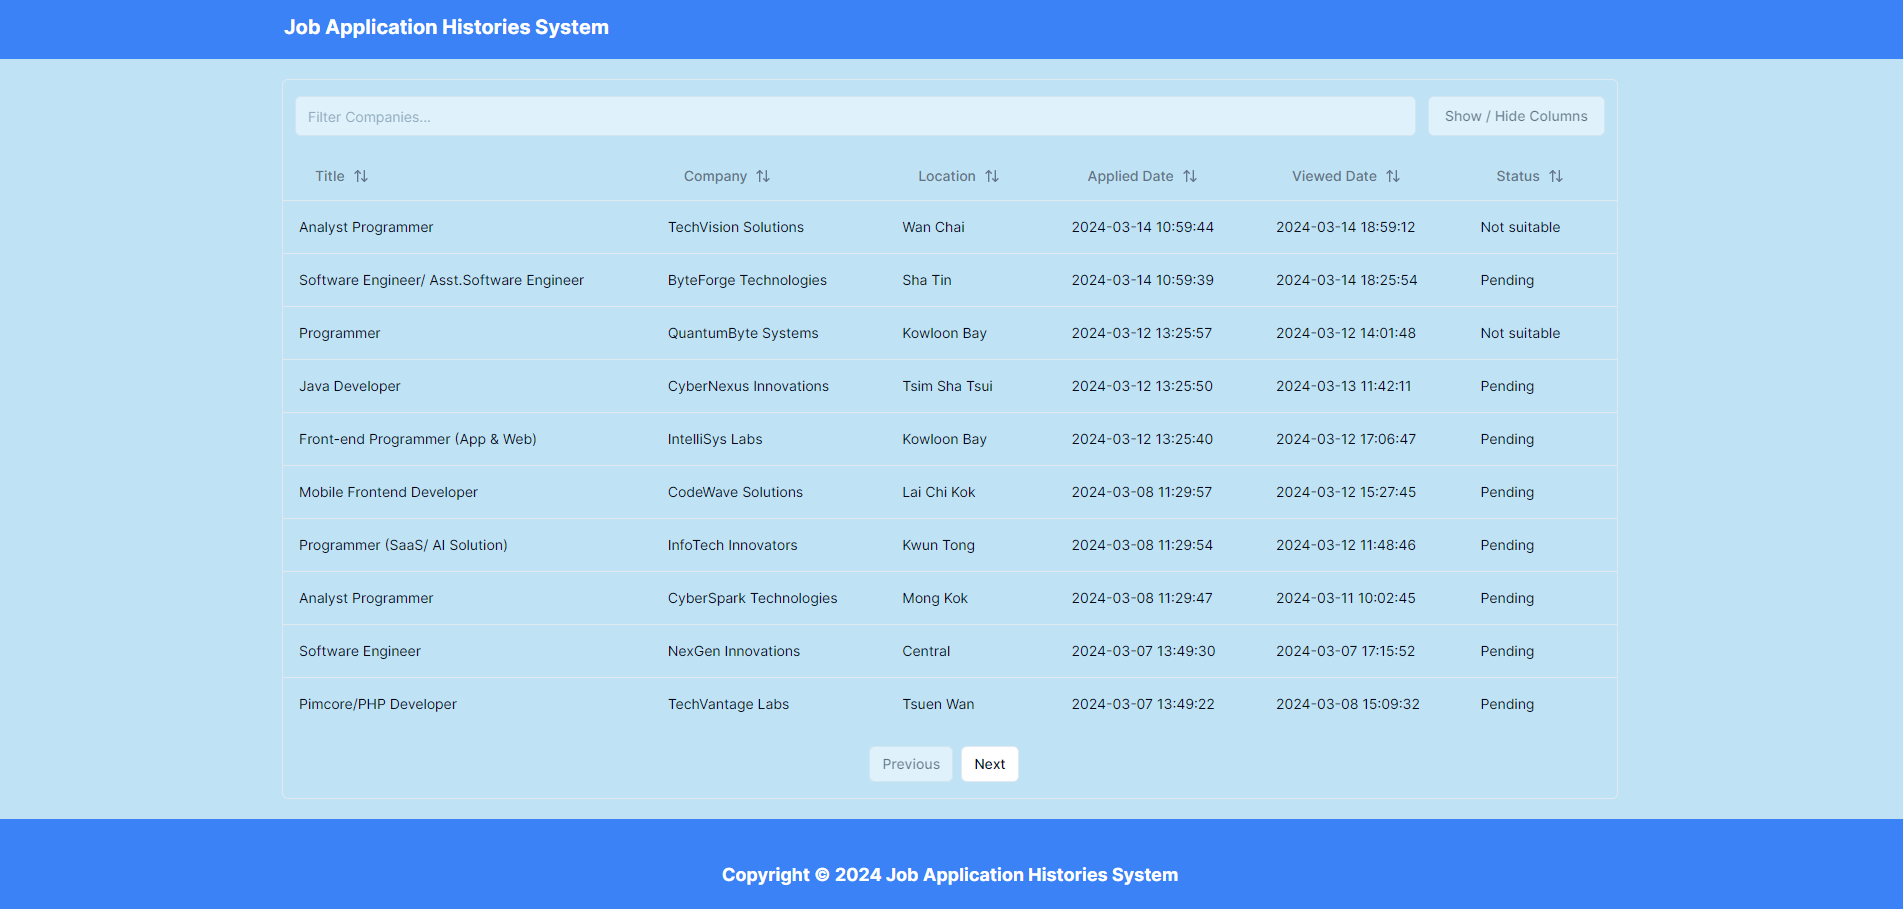 Job Application Histories System
Filter Companies... Show / Hide Columns
Title Company Location Applied Date Viewed Date Status
Analyst Programmer TechVision Solutions Wan Chai 2024-03-14 10:59:44 2024-03-14 18:59:12 Not suitable
Software Engineer/ Asst.Software Engineer ByteForge Technologies Sha Tin 2024-03-14 10:59:39 2024-03-14 18:25:54 Pending
Programmer QuantumByte Systems Kowloon Bay 2024-03-12 13:25:57 2024-03-12 14:01:48 Not suitable
Java Developer CyberNexus Innovations Tsim Sha Tsui 2024-03-12 13:25:50 2024-03-13 11:42:11 Pending
Front-end Programmer (App & Web) IntelliSys Labs Kowloon Bay 2024-03-12 13:25:40 2024-03-12 17:06:47 Pending
Mobile Frontend Developer CodeWave Solutions Lai Chi Kok 2024-03-08 11:29:57 2024-03-12 15:27:45 Pending
Programmer (SaaS/ AI Solution) InfoTech Innovators Kwun Tong 2024-03-08 11:29:54 2024-03-12 11:48:46 Pending
Analyst Programmer CyberSpark Technologies Mong Kok 2024-03-08 11:29:47 2024-03-11 10:02:45 Pending
Software Engineer NexGen Innovations Central 2024-03-07 13:49:30 2024-03-07 17:15:52 Pending
Pimcore/PHP Developer TechVantage Labs Tsuen Wan 2024-03-07 13:49:22 2024-03-08 15:09:32 Pending
Previous Next
Copyright © 2024 Job Application Histories System